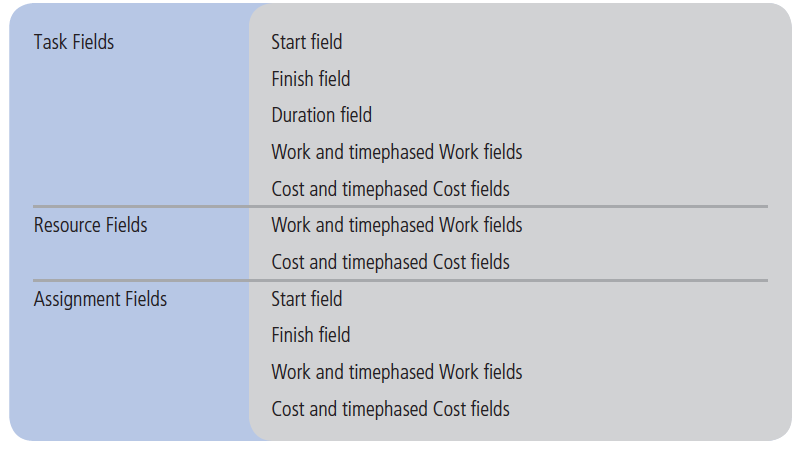 Task Fields
Start field
Finish field
Duration field
Work and timephased Work fields
Cost and timephased Cost fields
Resource Fields
Work and timephased Work fields
Cost and timephased Cost fields
Assignment Fields
Start field
Finish field
Work and timephased Work fields
Cost and timephased Cost fields